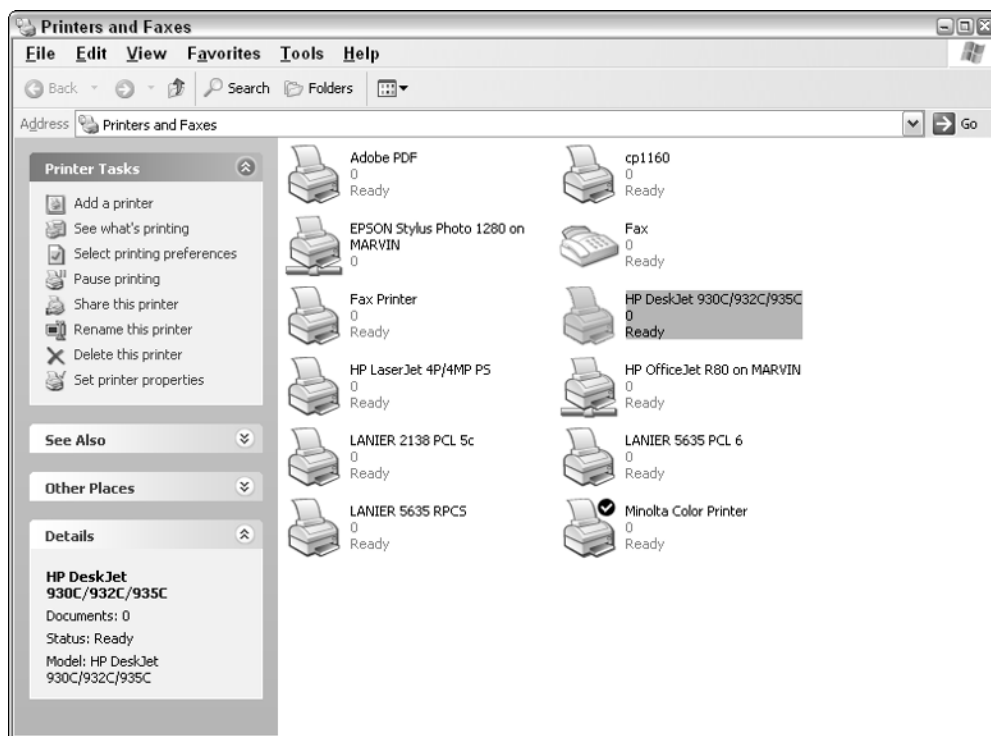 Printers and Faxes
File Edit View Favorites Tools Help
Back Search Folders
Address Printers and Faxes Go
Printer Tasks
Add a printer
See what's printing
Select printing preferences
Pause printing
Share this printer
Rename this printer
Delete this printer
Set printer properties
See Also
Other Places
Details
HP DeskJet
930C/932C/935C
Documents: 0
Status: Ready
Model: HP DeskJet
930C/932C/935C
Adobe PDF
0
Ready
cp1160
0
Ready
EPSON Stylus Photo 1280 on
MARVIN
0
Fax
0
Ready
Fax Printer
0
Ready
HP DeskJet 930C/932C/935C
0
Ready
HP LaserJet 4P/4MP PS
0
Ready
HP OfficeJet R80 on MARVIN
0
Ready
LANIER 2138 PCL 5c
0
Ready
LANIER 5635 PCL 6
0
Ready
LANIER 5635 RPCS
0
Ready
Minolta Color Printer
0
Ready